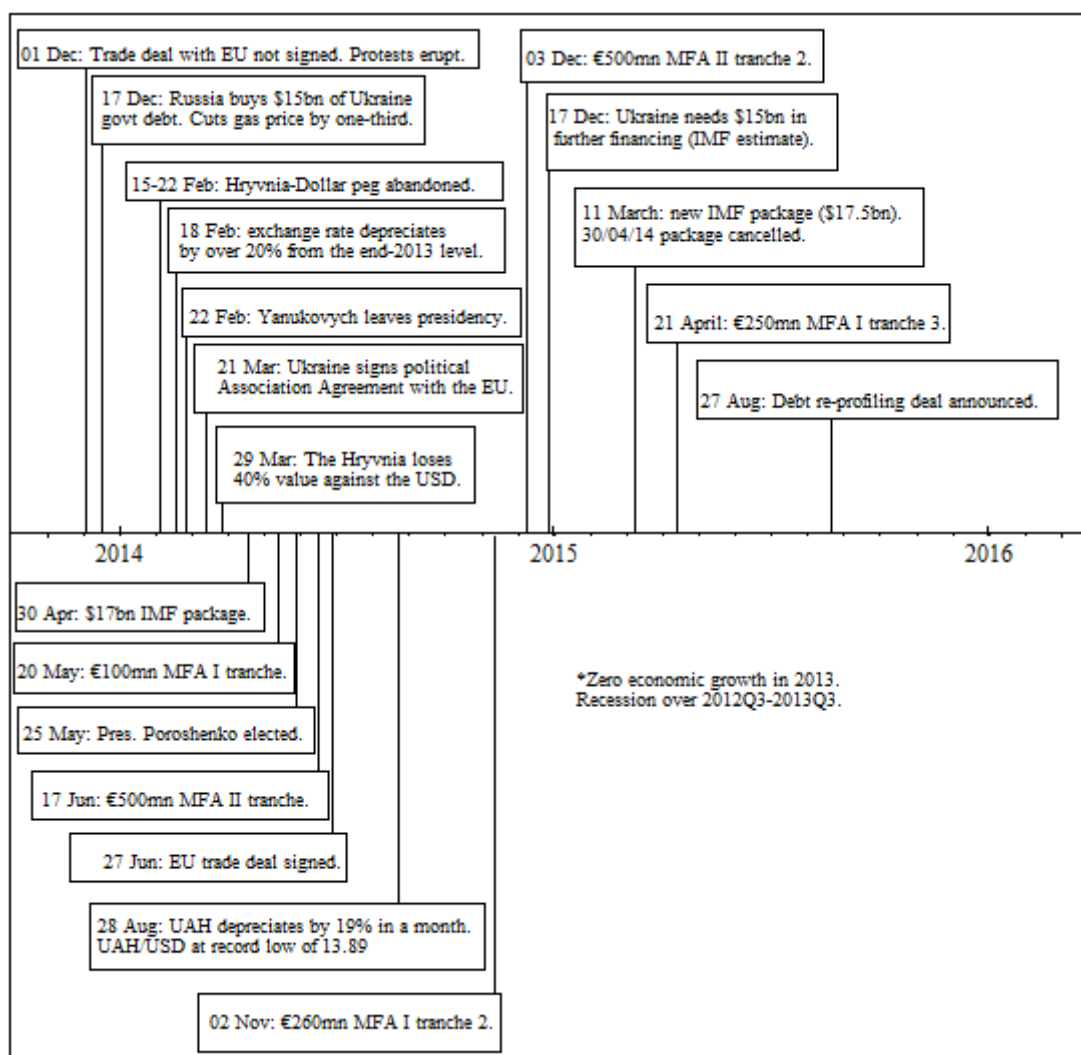 01 Dec: Trade deal with EU not signed. Protests erupt.
17 Dec: Russia buys $15bn of Ukraine
govt debt. Cuts gas price by one-third.
15-22 Feb: Hryvnia-Dollar peg abandoned.
18 Feb: exchange rate depreciates
by over 20% from the end-2013 level.
22 Feb: Yanukovych leaves presidency.
21 Mar: Ukraine signs political
Association Agreement with the EU.
29 Mar: The Hryvnia loses
40% value against the USD.
03 Dec: €500mn MFA II tranche 2.
17 Dec: Ukraine needs $15bn in
further financing (IMF estimate).
11 March: new IMF package ($17.5bn).
30/04/14 package cancelled.
21 April: €250mn MFA I tranche 3.
27 Aug: Debt re-profiling deal announced.
2014
2015
2016
30 Apr: $17bn IMF package.
20 May: €100mn MFA I tranche.
25 May: Pres. Poroshenko elected.
17 Jun: €500mn MFA II tranche.
27 Jun: EU trade deal signed.
28 Aug: UAH depreciates by 19% in a month.
UAH/USD at record low of 13.89
02 Nov: €260mn MFA I tranche 2.
*Zero economic growth in 2013.
Recession over 2012Q3-2013Q3.